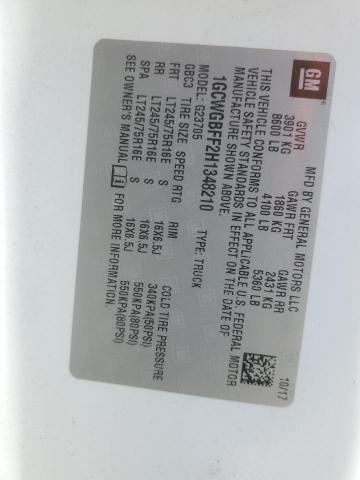 GM
MFD BY GENERAL MOTORS LLC
10/17
GVWR GAWR FRT GAWR RR
3901 KG 1860 KG 2431 KG
8600 LB 4100 LB 5360 LB
THIS VEHICLE CONFORMS TO ALL APPLICABLE U.S. FEDERAL MOTOR
VEHICLE SAFETY STANDARDS IN EFFECT ON THE DATE OF
MANUFACTURE SHOWN ABOVE.
1GCWGBFF2H1348210 TYPE: TRUCK
MODEL: G23705
GBC3 TIRE SIZE SPEED RTG RIM COLD TIRE PRESSURE
FRT LT245/75R16E S 16X6.5J 340KPA(50PSI)
RR LT245/75R16E S 16X6.5J 550KPA(80PSI)
SPA LT245/75R16E S 16X6.5J 550KPA(80PSI)
SEE OWNER'S MANUAL FOR MORE INFORMATION.